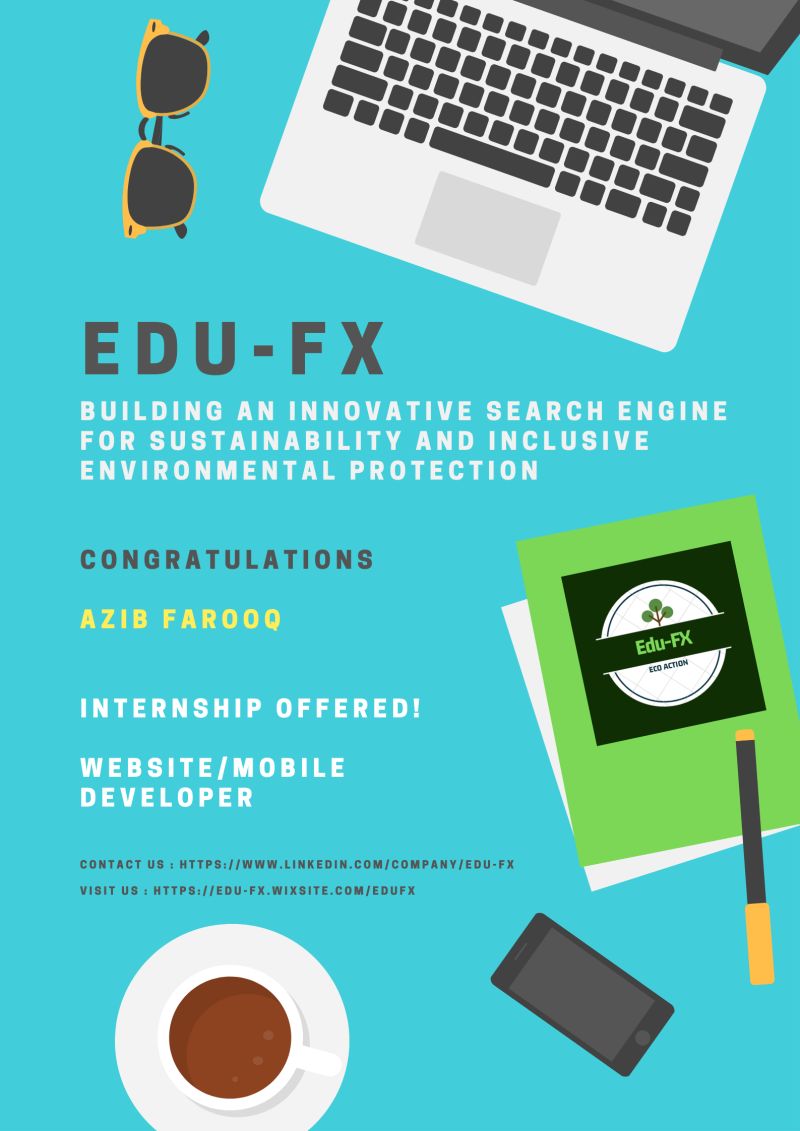 EDU-FX
BUILDING AN INNOVATIVE SEARCH ENGINE
FOR SUSTAINABILITY AND INCLUSIVE
ENVIRONMENTAL PROTECTION
CONGRATULATIONS
AZIB FAROOQ
Edu-FX
ECO ACTION
INTERNSHIP OFFERED!
WEBSITE/MOBILE
DEVELOPER
CONTACT US : HTTPS://WWW.LINKEDIN.COM/COMPANY/EDU-FX
VISIT US : HTTPS://EDU-FX.WIXSITE.COM/EDUFX